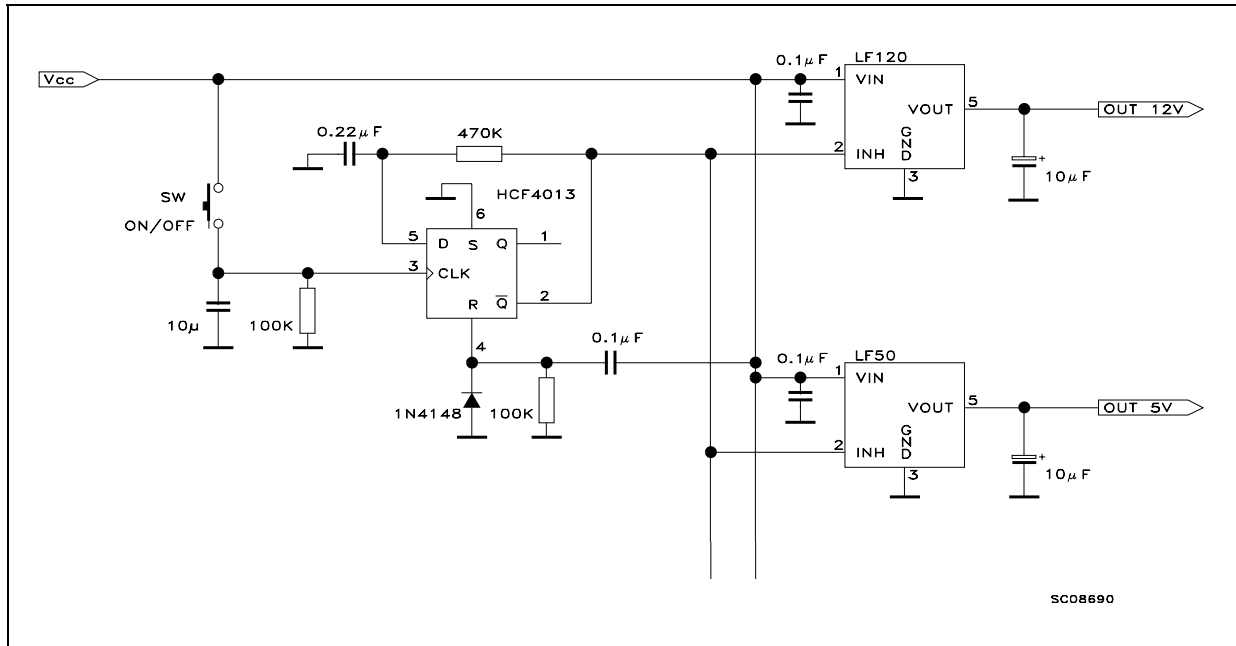 0.1μF
LF120
Vcc
1
VIN
VOUT
5
OUT 12V
0.22μF
470K
2
INH
GND
3
+
10μF
HCF4013
SW
ON/OFF
6
5
D
S
Q
1
3
CLK
R
Q̅
2
10μ
100K
4
0.1μF
1N4148
100K
0.1μF
LF50
1
VIN
VOUT
5
OUT 5V
2
INH
GND
3
+
10μF
SC08690